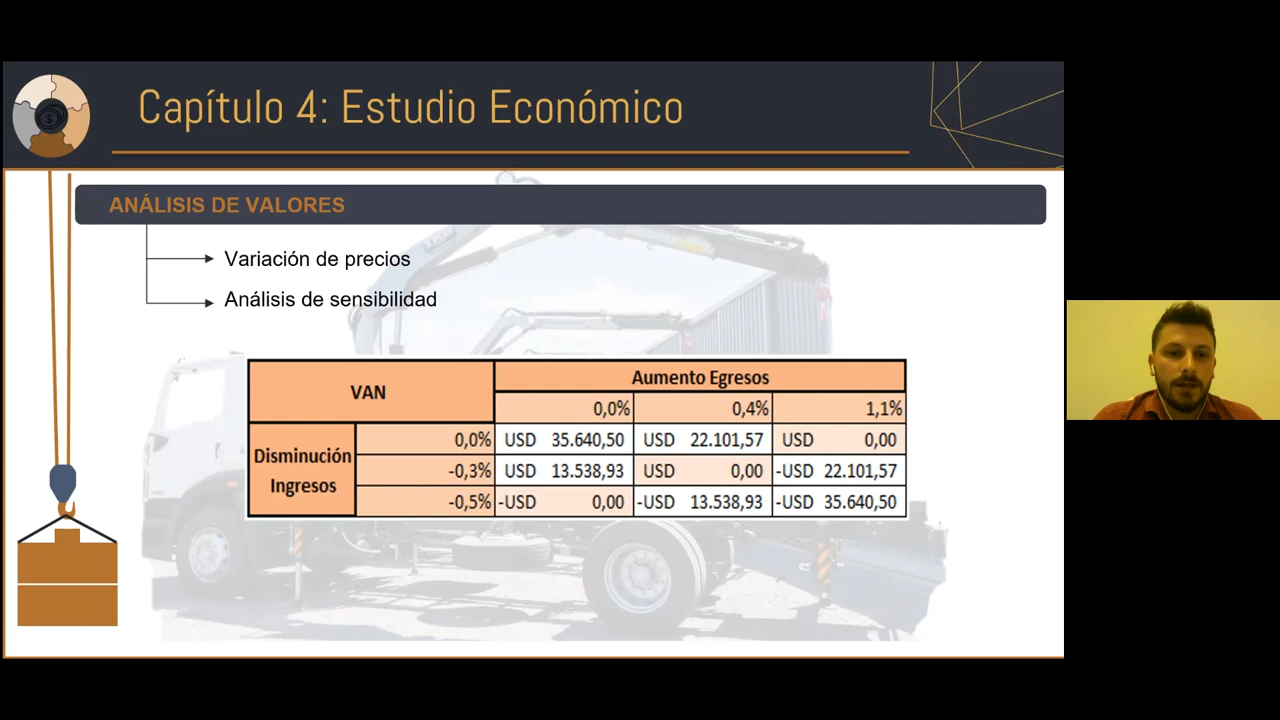 Capítulo 4: Estudio Económico
$
ANÁLISIS DE VALORES
Variación de precios
Análisis de sensibilidad
VAN
Aumento Egresos
0,0% 0,4% 1,1%
Disminución Ingresos
0,0% USD 35.640,50 USD 22.101,57 USD 0,00
-0,3% USD 13.538,93 USD 0,00 -USD 22.101,57
-0,5% -USD 0,00 -USD 13.538,93 -USD 35.640,50